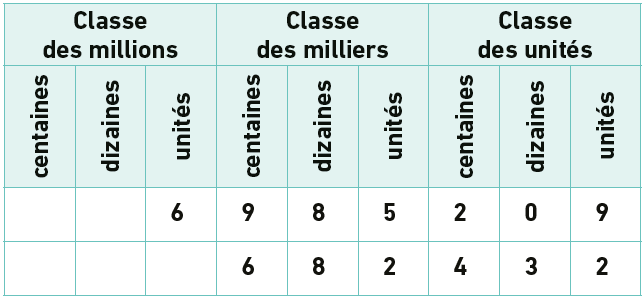 Classe des millions Classe des milliers Classe des unités
centaines dizaines unités centaines dizaines unités centaines dizaines unités
6 9 8 5 2 0 9
6 8 2 4 3 2